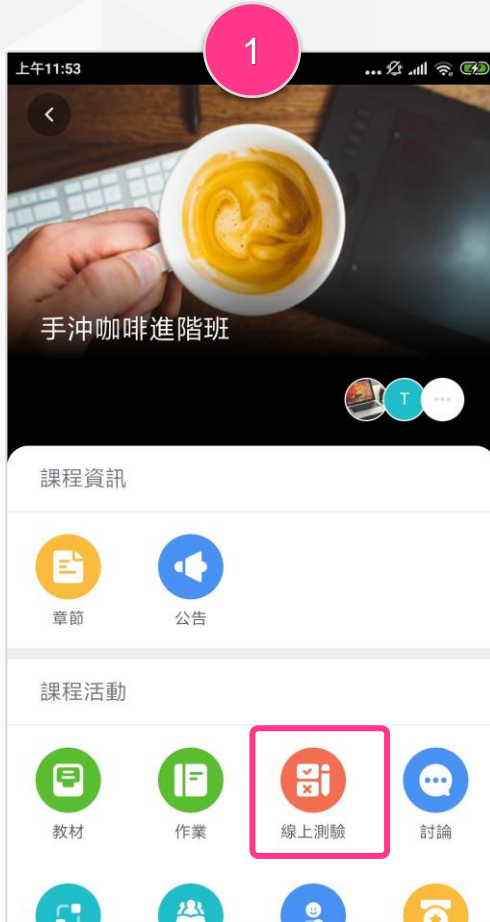 1
上午11:53
手沖咖啡進階班
T
課程資訊
章節
公告
課程活動
教材
作業
線上測驗
討論